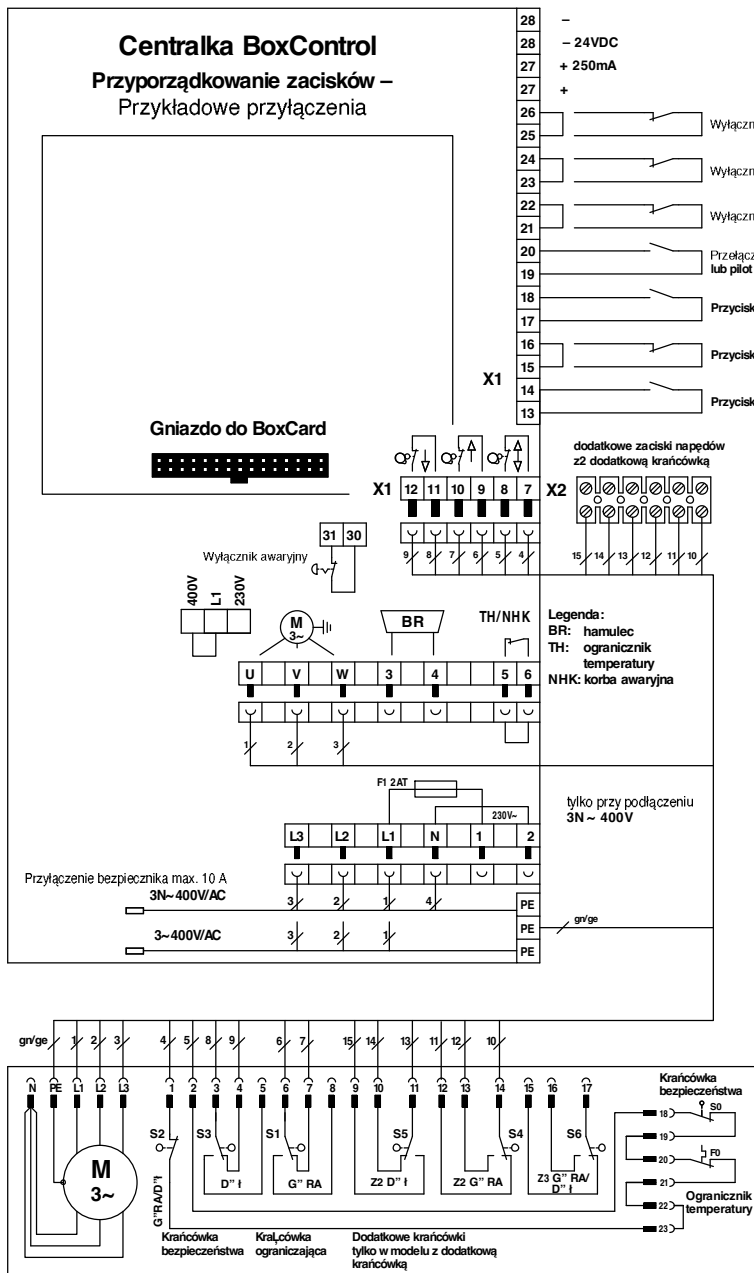 Centralka BoxControl
Przyporządkowanie zacisków –
Przykładowe przyłączenia
28 –
28 – 24VDC
27 + 250mA
27 +
26
25
Wyłączn
24
23
Wyłączn
22
21
Wyłączn
20
19
Przełącz
lub pilot
18
17
Przycisk
16
15
Przycisk
14
13
Przycisk
X1
Gniazdo do BoxCard
dodatkowe zaciski napędów
z2 dodatkową krańcówką
X1 12 11 10 9 8 7 X2
9 8 7 6 5 4
15 14 13 12 11 10
31 30
Wyłącznik awaryjny
400V L1 230V
M
3~
BR
TH/NHK
Legenda:
BR: hamulec
TH: ogranicznik
temperatury
NHK: korba awaryjna
U V W 3 4 5 6
1 2 3
F1 2AT
230V~
tylko przy podłączeniu
3N ~ 400V
L3 L2 L1 N 1 2
Przyłączenie bezpiecznika max. 10 A
3N~400V/AC
3 2 1 4
PE
PE
gn/ge
3~400V/AC
3 2 1
PE
gn/ge 1 2 3 4 5 8 9 6 7 15 14 13 11 12 10
N PE L1 L2 L3 1 2 3 4 5 6 7 8 9 10 11 12 13 14 15 16 17
Krańcówka
bezpieczeństwa
18 S0
19
20 F0
21
22
23
Ogranicznik
temperatury
M
3~
S2
G"RA/D"ł
S3
D" ł
S1
G" RA
S5
Z2 D" ł
S4
Z2 G" RA
S6
Z3 G" RA/
D" ł
Krańcówka
bezpieczeństwa
Kralçówka
ograniczająca
Dodatkowe krańcówki
tylko w modelu z dodatkową
krańcówką